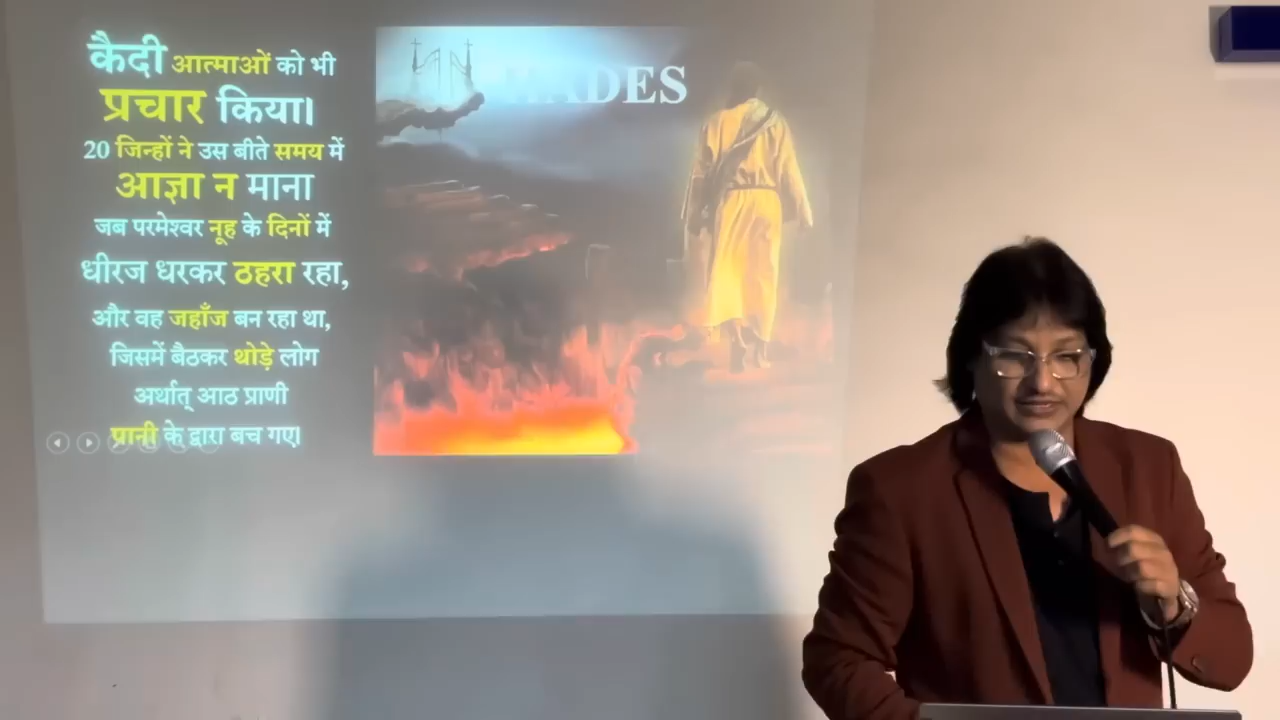 कैदी आत्माओं को भी
प्रचार किया।
20 जिन्हों ने उस बीते समय में
आज्ञा न माना
जब परमेश्वर नूह के दिनों में
धीरज धरकर ठहरा रहा,
और वह जहाँज बन रहा था,
जिसमें बैठकर थोड़े लोग
अर्थात् आठ प्राणी
प्रानी के द्वारा बच गए।
HADES